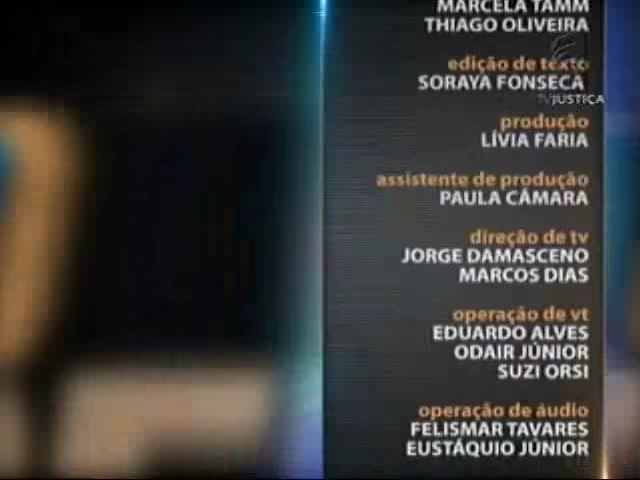 MARCELA TAMM
THIAGO OLIVEIRA
edição de texto
SORAYA FONSECA
TVJUSTIÇA
produção
LÍVIA FARIA
assistente de produção
PAULA CÂMARA
direção de tv
JORGE DAMASCENO
MARCOS DIAS
operação de vt
EDUARDO ALVES
ODAIR JÚNIOR
SUZI ORSI
operação de áudio
FELISMAR TAVARES
EUSTÁQUIO JÚNIOR